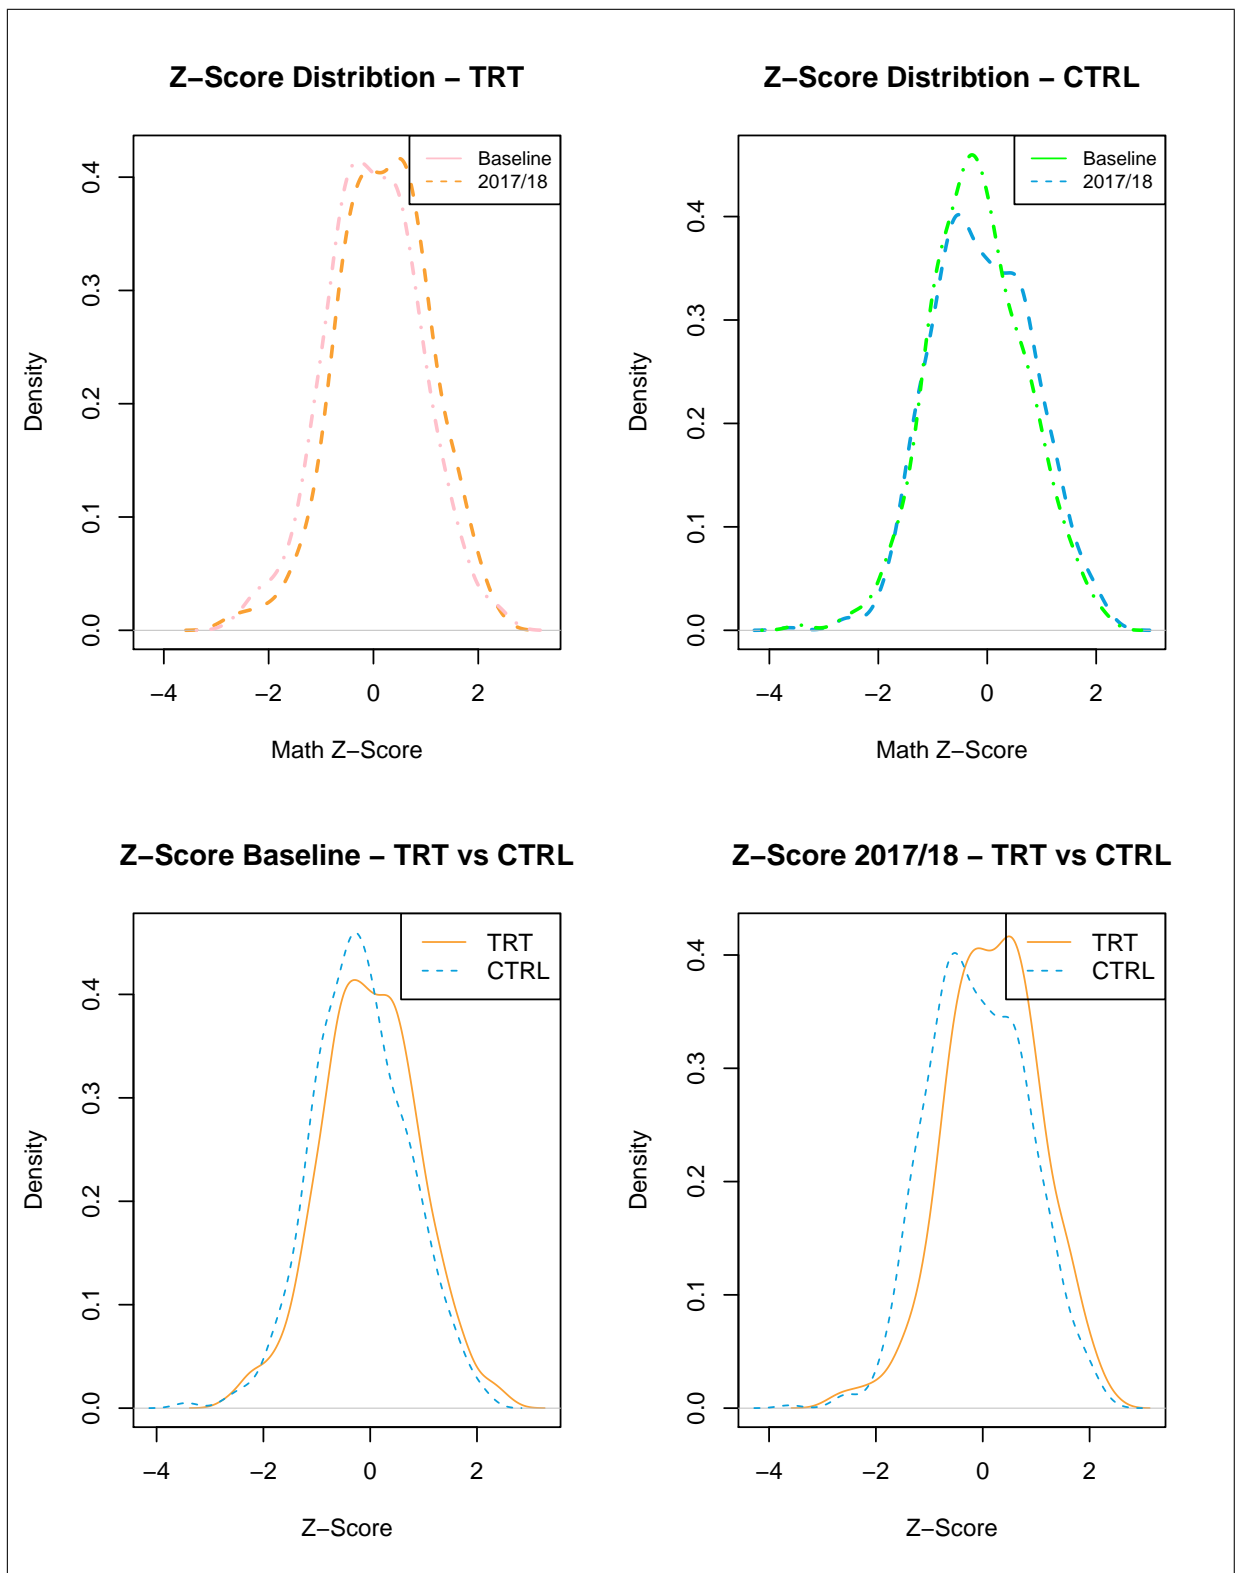 Z−Score Distribtion − TRT
Baseline
2017/18
0.4
0.3
0.2
0.1
0.0
Density
−4 −2 0 2
Math Z−Score
Z−Score Distribtion − CTRL
Baseline
2017/18
0.4
0.3
0.2
0.1
0.0
Density
−4 −2 0 2
Math Z−Score
Z−Score Baseline − TRT vs CTRL
TRT
CTRL
0.4
0.3
0.2
0.1
0.0
Density
−4 −2 0 2
Z−Score
Z−Score 2017/18 − TRT vs CTRL
TRT
CTRL
0.4
0.3
0.2
0.1
0.0
Density
−4 −2 0 2
Z−Score